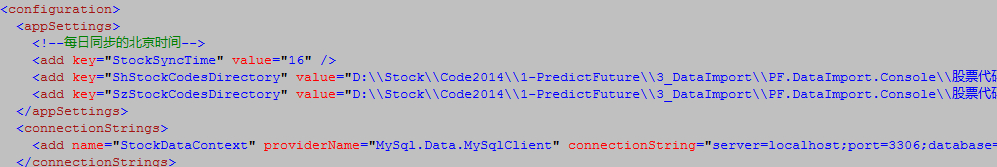 <configuration>
<appSettings>
<!--每日同步的北京时间-->
<add key="StockSyncTime" value="16" />
<add key="ShStockCodesDirectory" value="D:\\Stock\\Code2014\\1-PredictFuture\\3_DataImport\\PF.DataImport.Console\\股票代码
<add key="SzStockCodesDirectory" value="D:\\Stock\\Code2014\\1-PredictFuture\\3_DataImport\\PF.DataImport.Console\\股票代码
</appSettings>
<connectionStrings>
<add name="StockDataContext" providerName="MySql.Data.MySqlClient" connectionString="server=localhost;port=3306;database=
</connectionStrings>